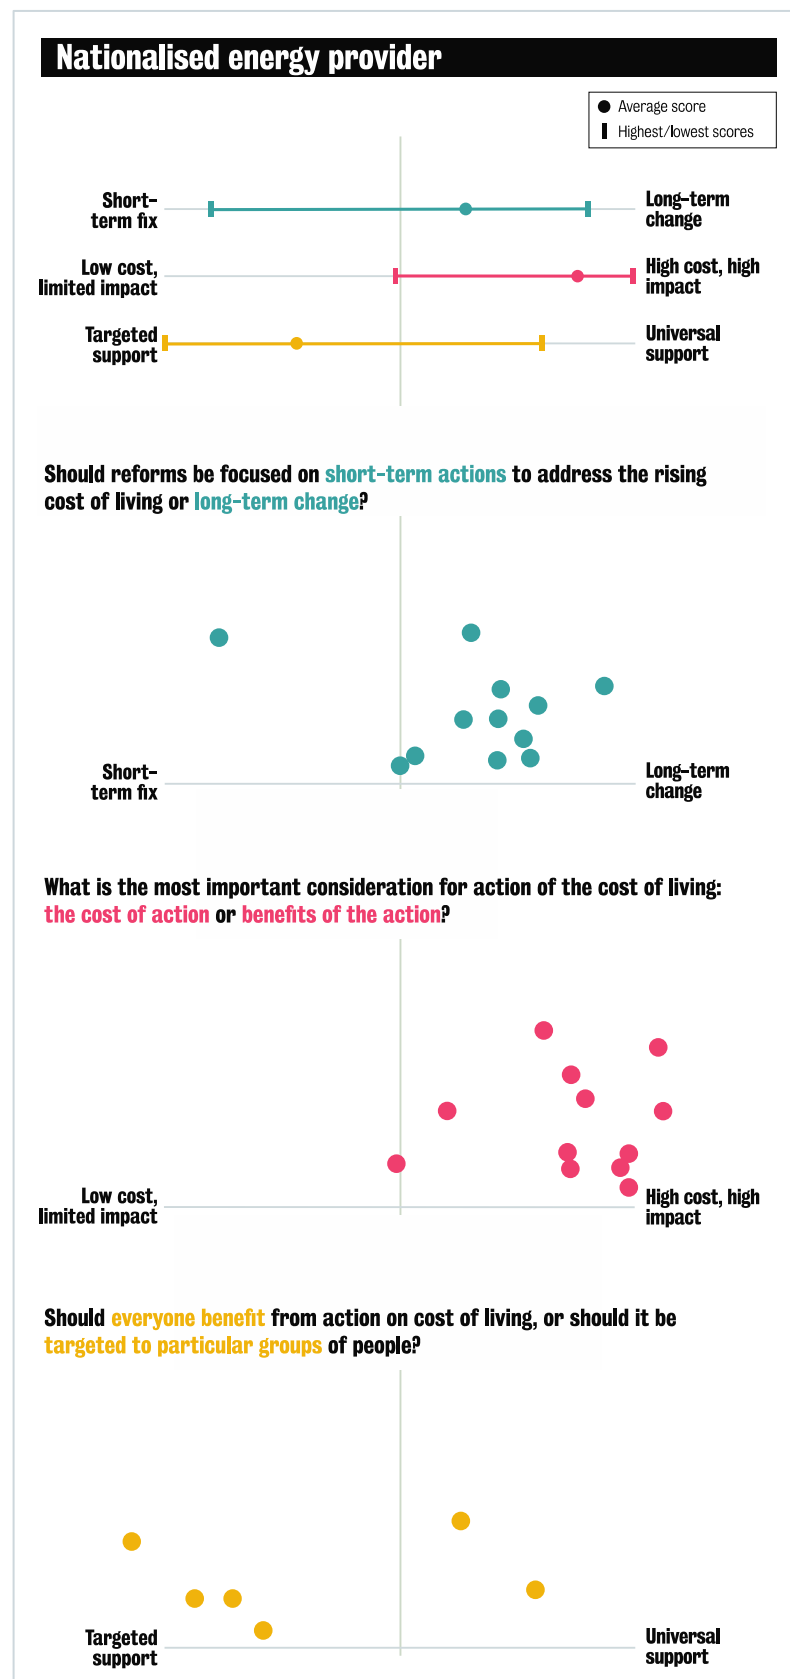 Nationalised energy provider
Average score
Highest/lowest scores
Short-
term fix
Long-term
change
Low cost,
limited impact
High cost, high
impact
Targeted
support
Universal
support
Should reforms be focused on short-term actions to address the rising
cost of living or long-term change?
Short-
term fix
Long-term
change
What is the most important consideration for action of the cost of living:
the cost of action or benefits of the action?
Low cost,
limited impact
High cost, high
impact
Should everyone benefit from action on cost of living, or should it be
targeted to particular groups of people?
Targeted
support
Universal
support